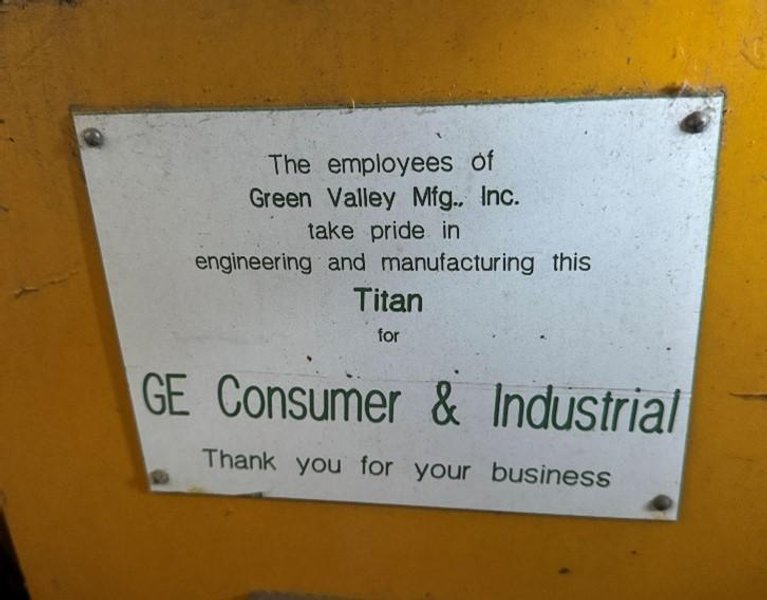 The employees of
Green Valley Mfg., Inc.
take pride in
engineering and manufacturing this
Titan
for
GE Consumer & Industrial
Thank you for your business